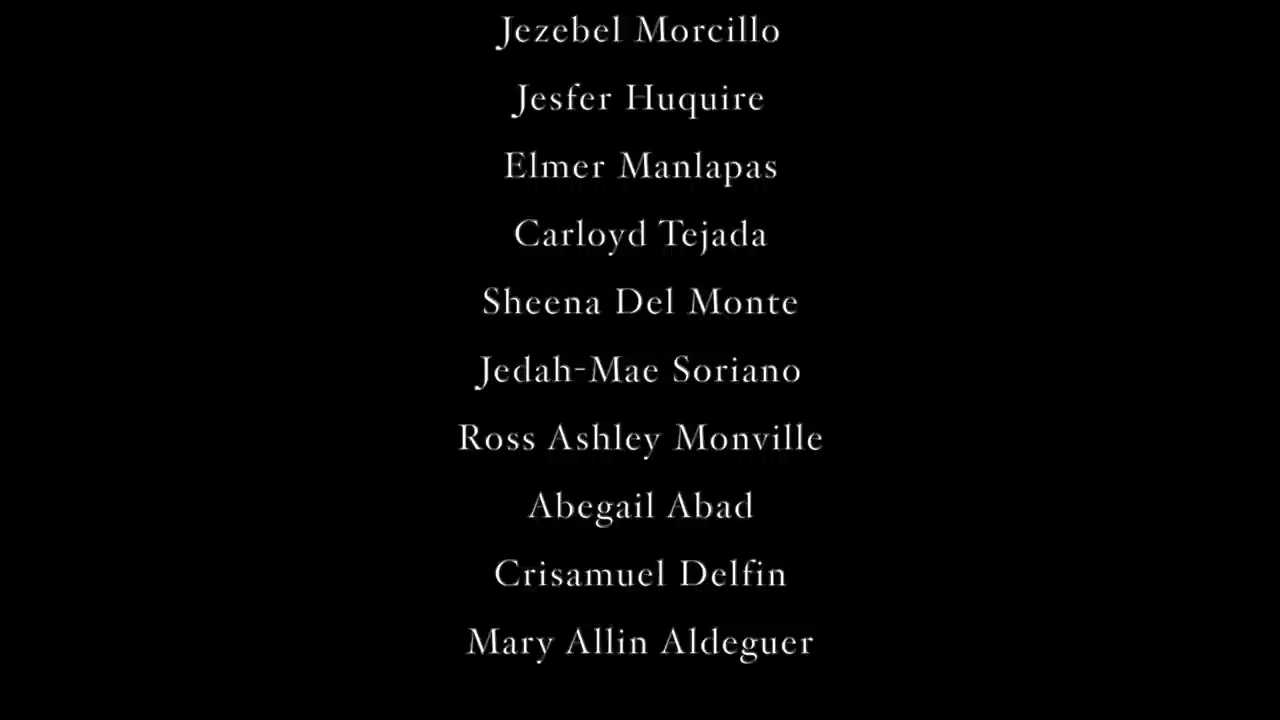 Jezebel Morcillo
Jesfer Huquire
Elmer Manlapas
Carloyd Tejada
Sheena Del Monte
Jedah-Mae Soriano
Ross Ashley Monville
Abegail Abad
Crisamuel Delfin
Mary Allin Aldeguer